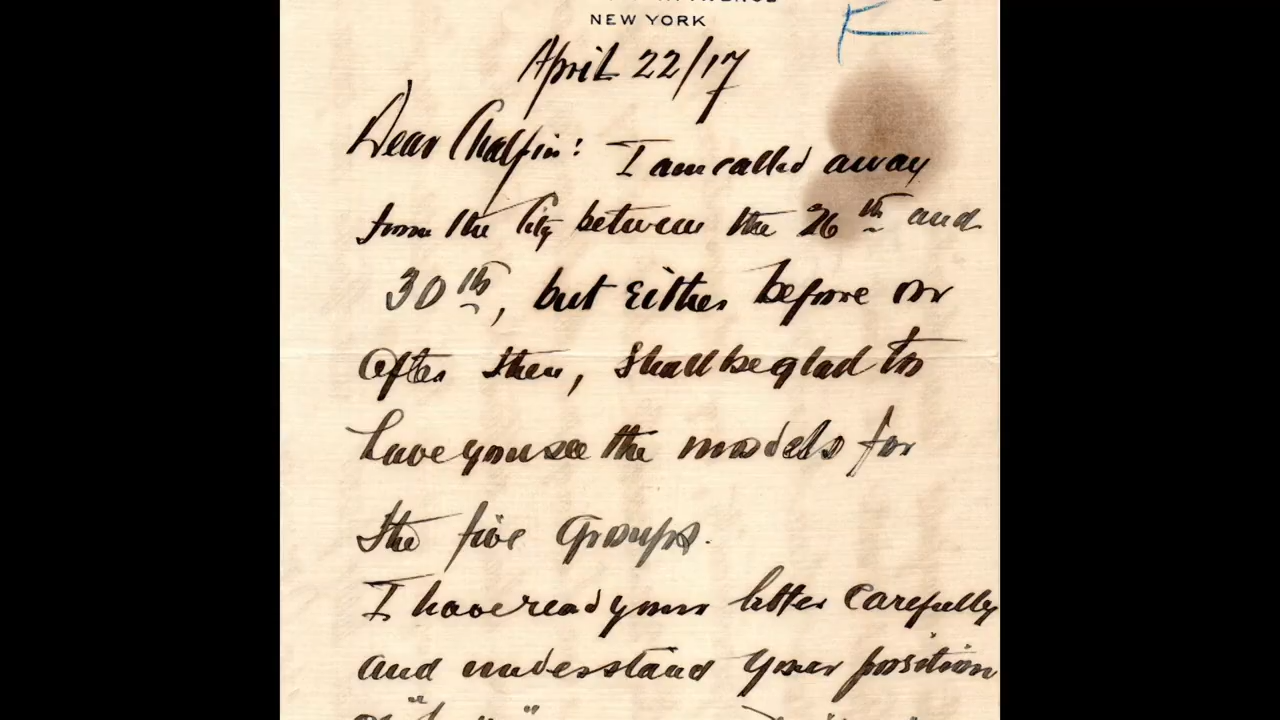 NEW YORK
April 22/17
Dear Chalfin: I am called away
from the City between the 26th and
30th, but Either before or
after then, shall be glad to
have you see the models for
the five groups.
I have read your letter carefully
and understand your position